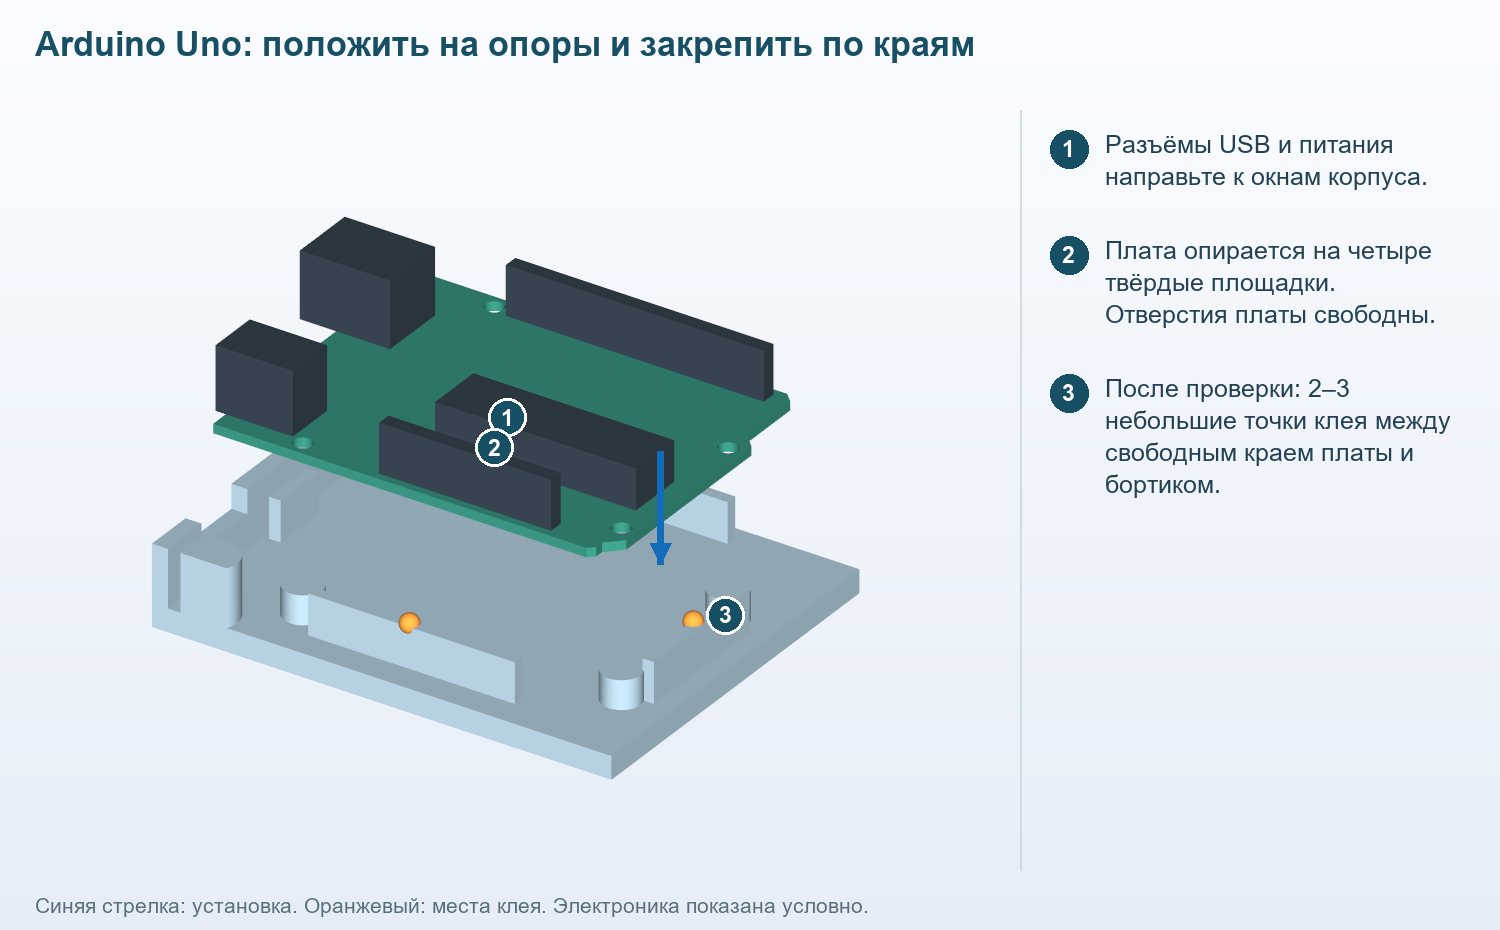 Arduino Uno: положить на опоры и закрепить по краям
1
Разъёмы USB и питания
направьте к окнам корпуса.
2
Плата опирается на четыре
твёрдые площадки.
Отверстия платы свободны.
3
После проверки: 2–3
небольшие точки клея между
свободным краем платы и
бортиком.
1
2
3
Синяя стрелка: установка. Оранжевый: места клея. Электроника показана условно.